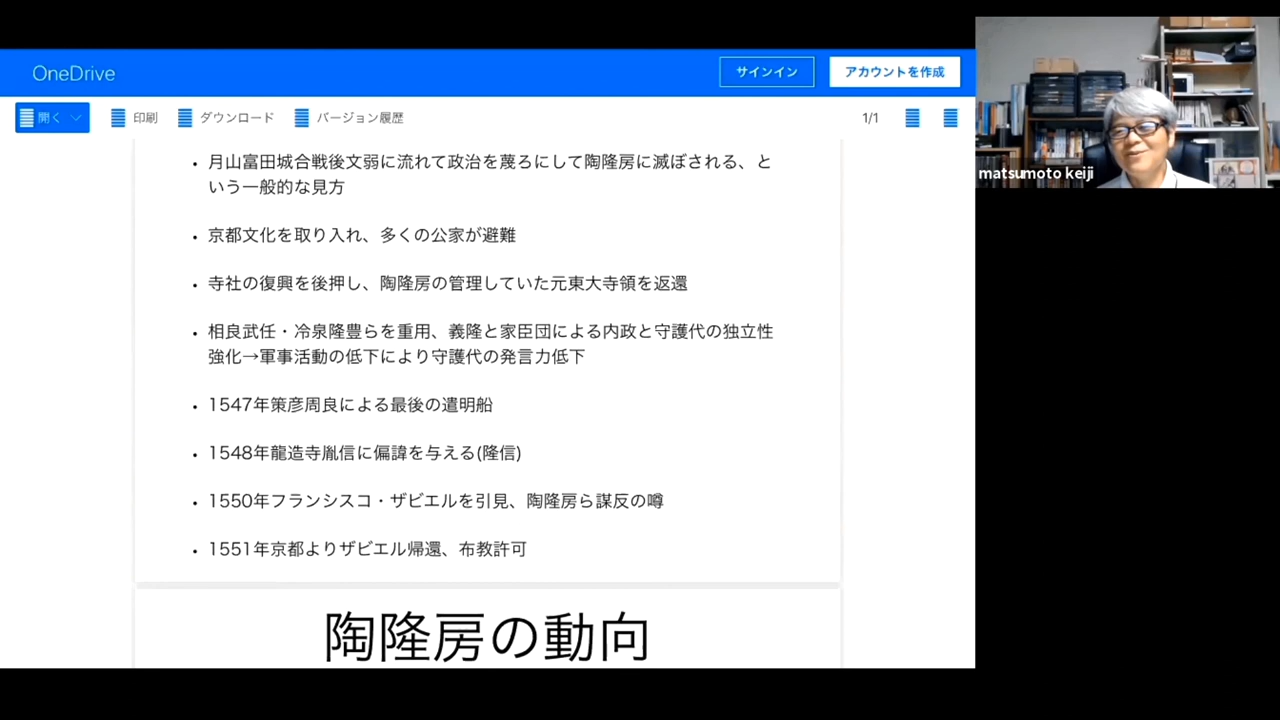 OneDrive
サインイン
アカウントを作成
開く
印刷
ダウンロード
バージョン履歴
1/1
matsumoto keiji
• 月山富田城合戦後文弱に流れて政治を蔑ろにして陶隆房に滅ぼされる、と
いう一般的な見方
• 京都文化を取り入れ、多くの公家が避難
• 寺社の復興を後押し、陶隆房の管理していた元東大寺領を返還
• 相良武任・冷泉隆豊らを重用、義隆と家臣団による内政と守護代の独立性
強化→軍事活動の低下により守護代の発言力低下
• 1547年策彦周良による最後の遣明船
• 1548年龍造寺胤信に偏諱を与える(隆信)
• 1550年フランシスコ・ザビエルを引見、陶隆房ら謀反の噂
• 1551年京都よりザビエル帰還、布教許可
陶隆房の動向